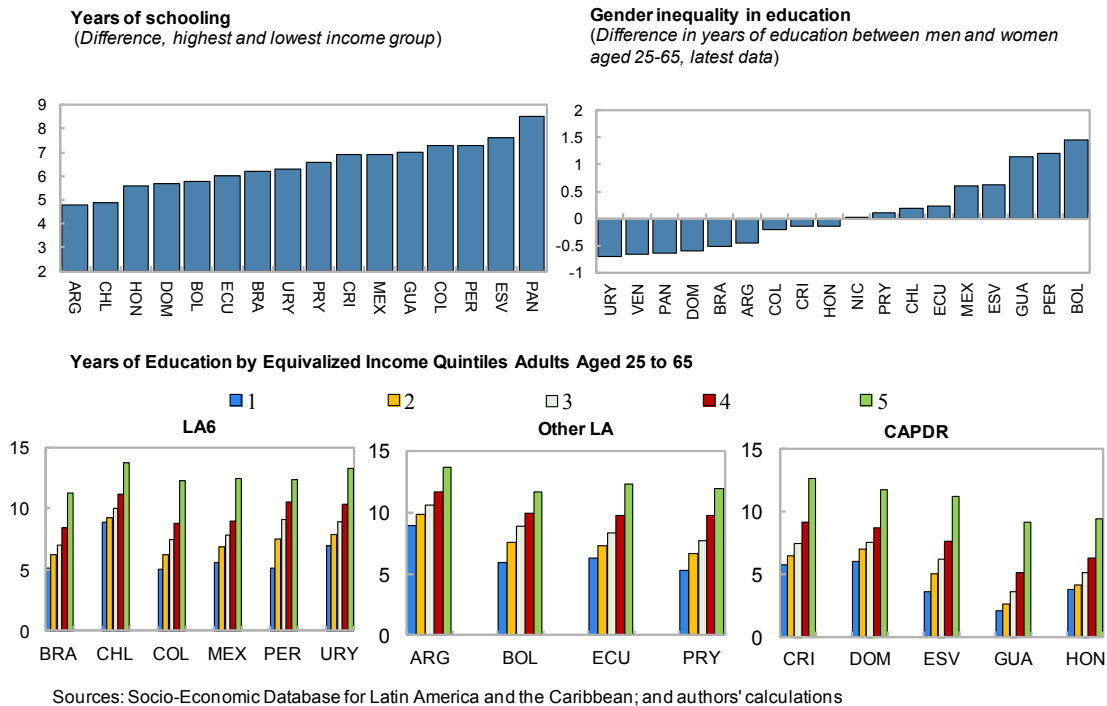 Years of schooling
(Difference, highest and lowest income group)
9
8
7
6
5
4
3
2
ARG CHL HON DOM BOL ECU BRA URY PRY CRI MEX GUA COL PER ESV PAN
Gender inequality in education
(Difference in years of education between men and women
aged 25-65, latest data)
2
1.5
1
0.5
0
-0.5
-1
URY VEN PAN DOM BRA ARG COL CRI HON NIC PRY CHL ECU MEX ESV GUA PER BOL
Years of Education by Equivalized Income Quintiles Adults Aged 25 to 65
1 2 3 4 5
LA6
15
10
5
0
BRA CHL COL MEX PER URY
Other LA
15
10
5
0
ARG BOL ECU PRY
CAPDR
15
10
5
0
CRI DOM ESV GUA HON
Sources: Socio-Economic Database for Latin America and the Caribbean; and authors' calculations